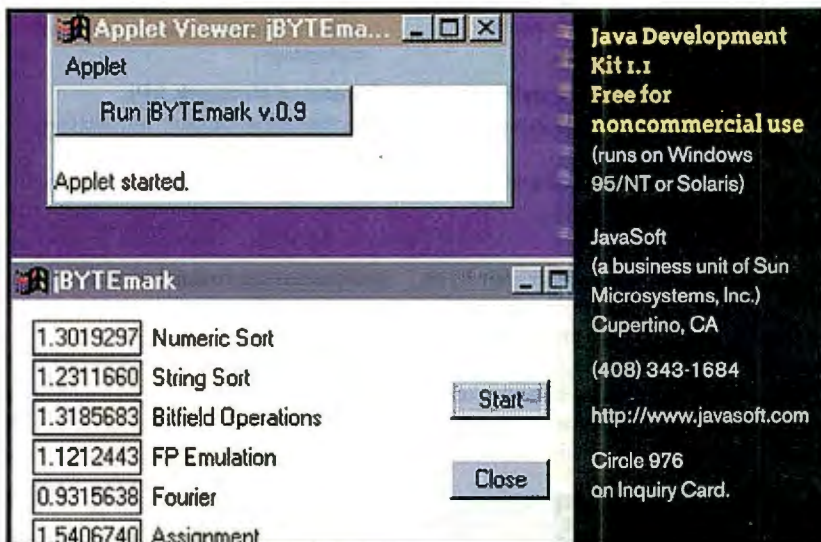 Applet Viewer: jBYTEma...
Applet
Run jBYTEmark v.0.9
Applet started.
jBYTEmark
1.3019297 Numeric Sort
1.2311660 String Sort
1.3185683 Bitfield Operations
1.1212443 FP Emulation
0.9315638 Fourier
1.5406740 Assignment
Start
Close
Java Development
Kit 1.1
Free for
noncommercial use
(runs on Windows
95/NT or Solaris)
JavaSoft
(a business unit of Sun
Microsystems, Inc.)
Cupertino, CA
(408) 343-1684
http://www.javasoft.com
Circle 976
on Inquiry Card.